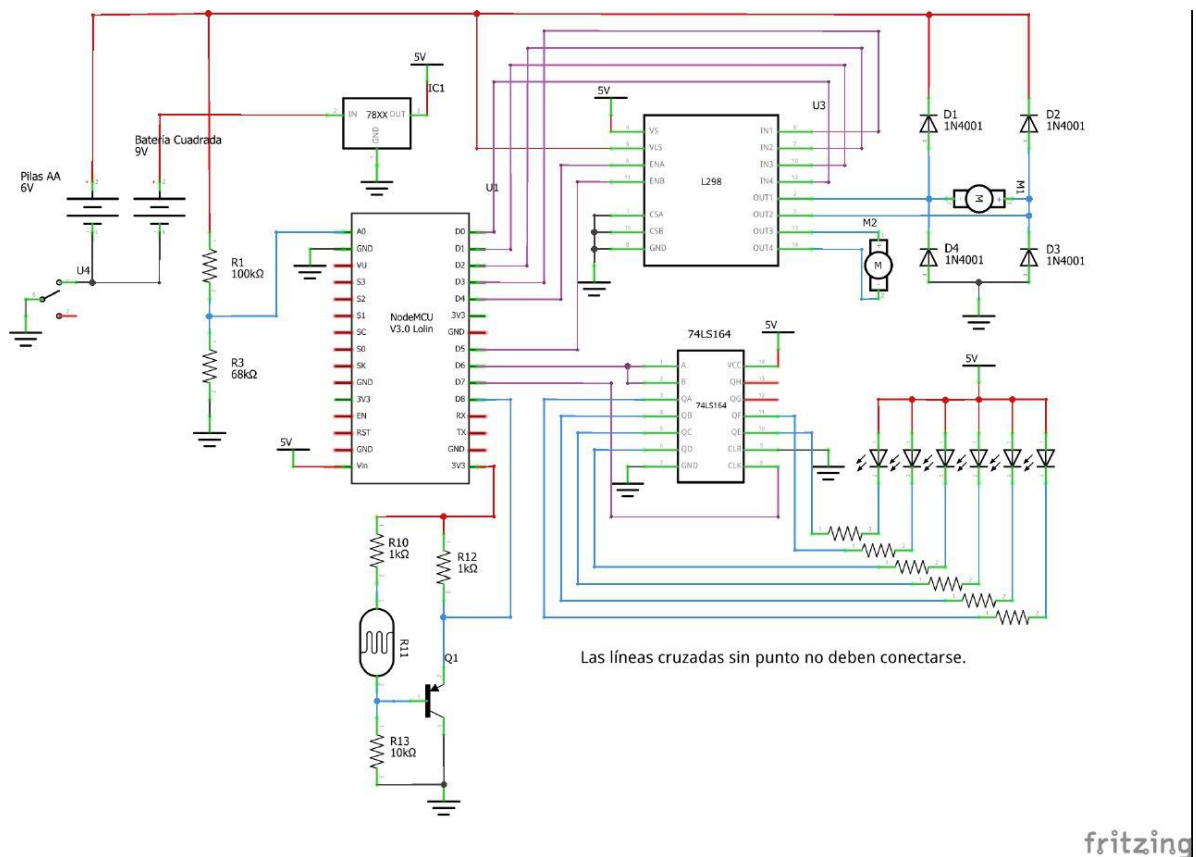 5V
IC1
IN
78XX
OUT
GND
Batería Cuadrada
9V
Pilas AA
6V
U4
R1
100kΩ
R3
68kΩ
U1
NodeMCU
V3.0 Lolin
A0
GND
VU
S3
S2
S1
SC
S0
SK
GND
3V3
EN
RST
GND
Vin
D0
D1
D2
D3
D4
3V3
GND
D5
D6
D7
D8
RX
TX
GND
3V3
5V
5V
U3
L298
VS
VLS
ENA
ENB
CSA
CSB
GND
IN1
IN2
IN3
IN4
OUT1
OUT2
OUT3
OUT4
D1
1N4001
D2
1N4001
M1
M
M2
M
D4
1N4001
D3
1N4001
74LS164
5V
74LS164
A
B
QA
QB
QC
QD
GND
VCC
QH
QG
QF
QE
CLR
CLK
5V
R10
1kΩ
R12
1kΩ
R11
Q1
R13
10kΩ
Las líneas cruzadas sin punto no deben conectarse.
fritzing